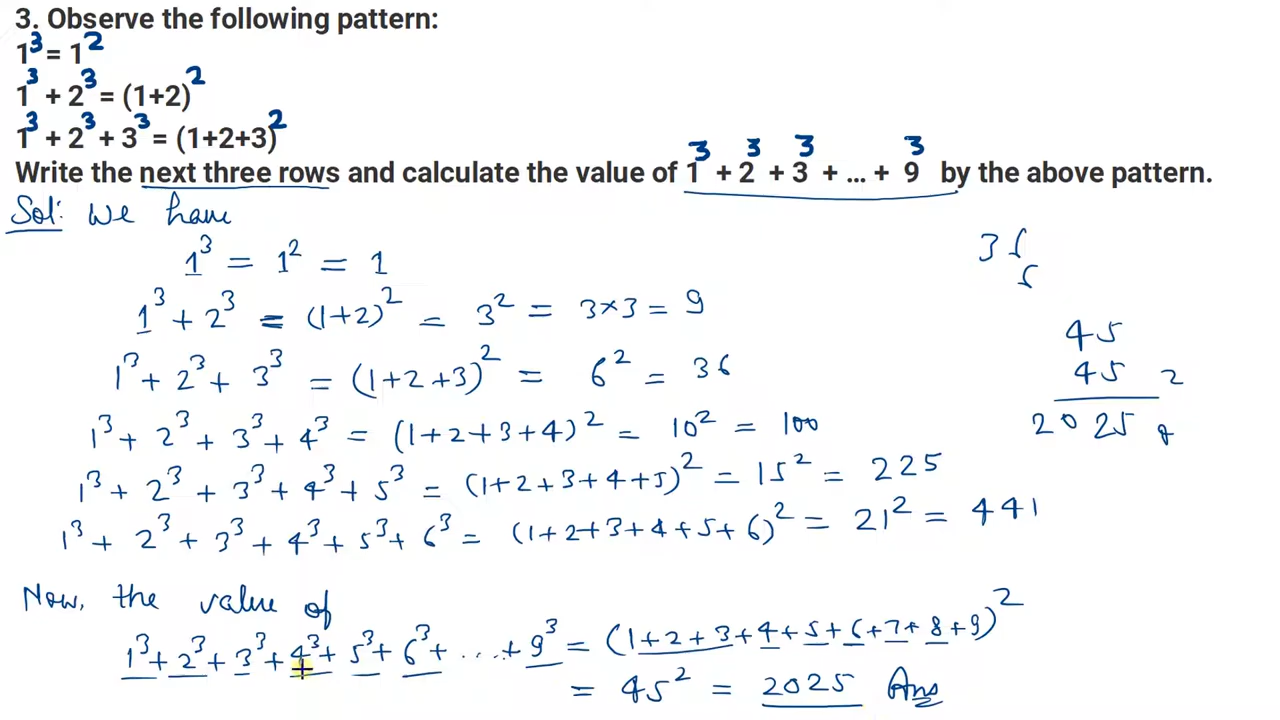 3. Observe the following pattern:
1³ = 1²
1³ + 2³ = (1+2)²
1³ + 2³ + 3³ = (1+2+3)²
Write the next three rows and calculate the value of 1³ + 2³ + 3³ + ... + 9³ by the above pattern.
Sol: We have
1³ = 1² = 1
1³ + 2³ = (1+2)² = 3² = 3×3 = 9
1³ + 2³ + 3³ = (1+2+3)² = 6² = 36
1³ + 2³ + 3³ + 4³ = (1+2+3+4)² = 10² = 100
1³ + 2³ + 3³ + 4³ + 5³ = (1+2+3+4+5)² = 15² = 225
1³ + 2³ + 3³ + 4³ + 5³ + 6³ = (1+2+3+4+5+6)² = 21² = 441
45
45 2
2025
Now, the value of
1³ + 2³ + 3³ + 4³ + 5³ + 6³ + ... + 9³ = (1+2+3+4+5+6+7+8+9)²
= 45² = 2025 Ans